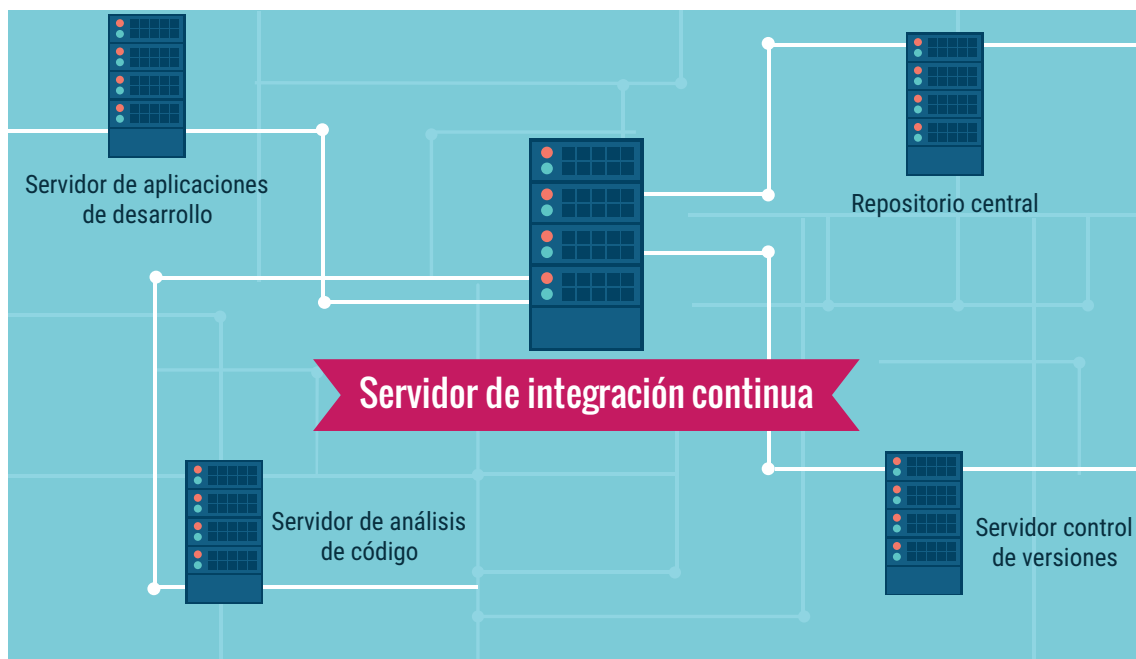 Servidor de aplicaciones
de desarrollo
Repositorio central
Servidor de integración continua
Servidor de análisis
de código
Servidor control
de versiones